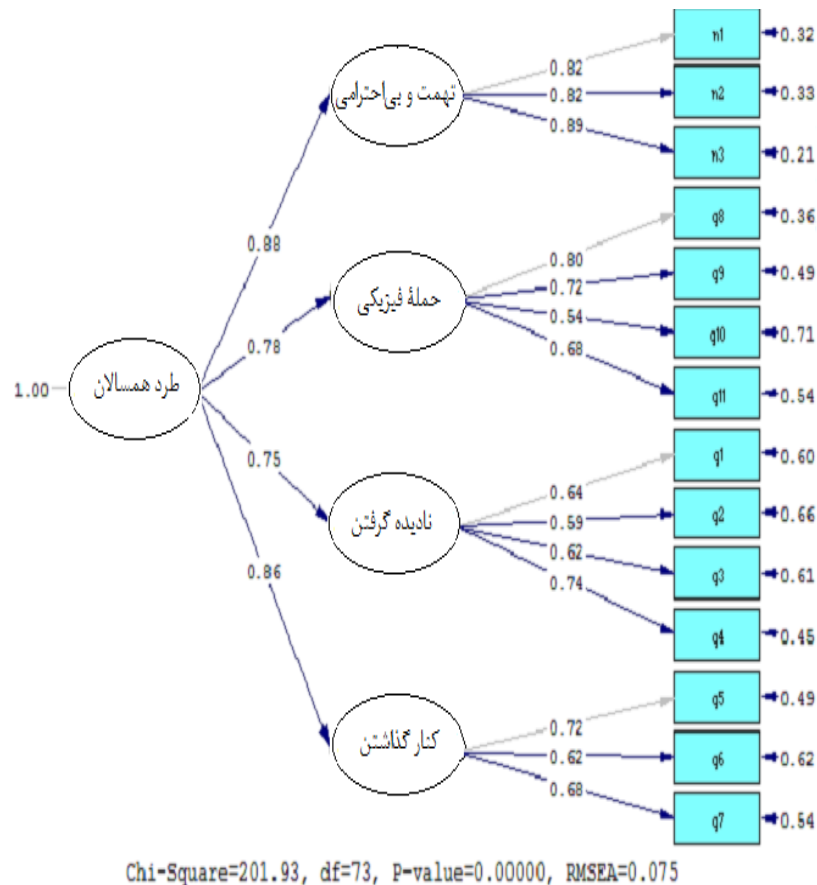 n1
0.32
0.82
تهمت و بی‌احترامی
0.82
n2
0.33
0.89
n3
0.21
0.88
q8
0.36
0.80
حملهٔ فیزیکی
0.72
q9
0.49
0.54
q10
0.71
0.78
0.68
q11
0.54
1.00
طرد همسالان
q1
0.60
0.75
0.64
نادیده گرفتن
0.59
q2
0.66
0.62
q3
0.61
0.74
0.86
q4
0.45
q5
0.49
0.72
کنار گذاشتن
0.62
q6
0.62
0.68
q7
0.54
Chi-Square=201.93, df=73, P-value=0.00000, RMSEA=0.075